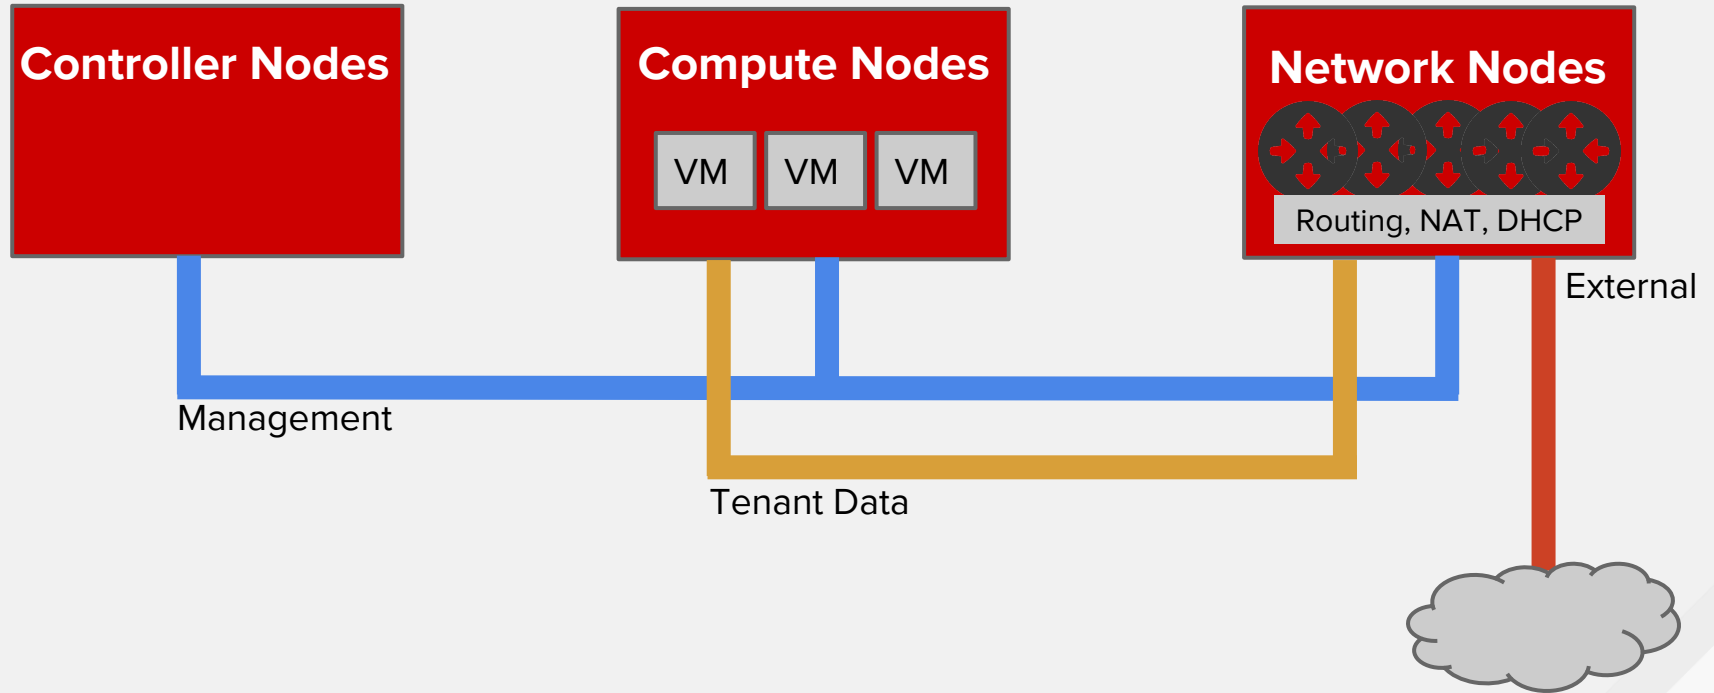 Controller Nodes
Compute Nodes
VM
VM
VM
Network Nodes
Routing, NAT, DHCP
External
Management
Tenant Data